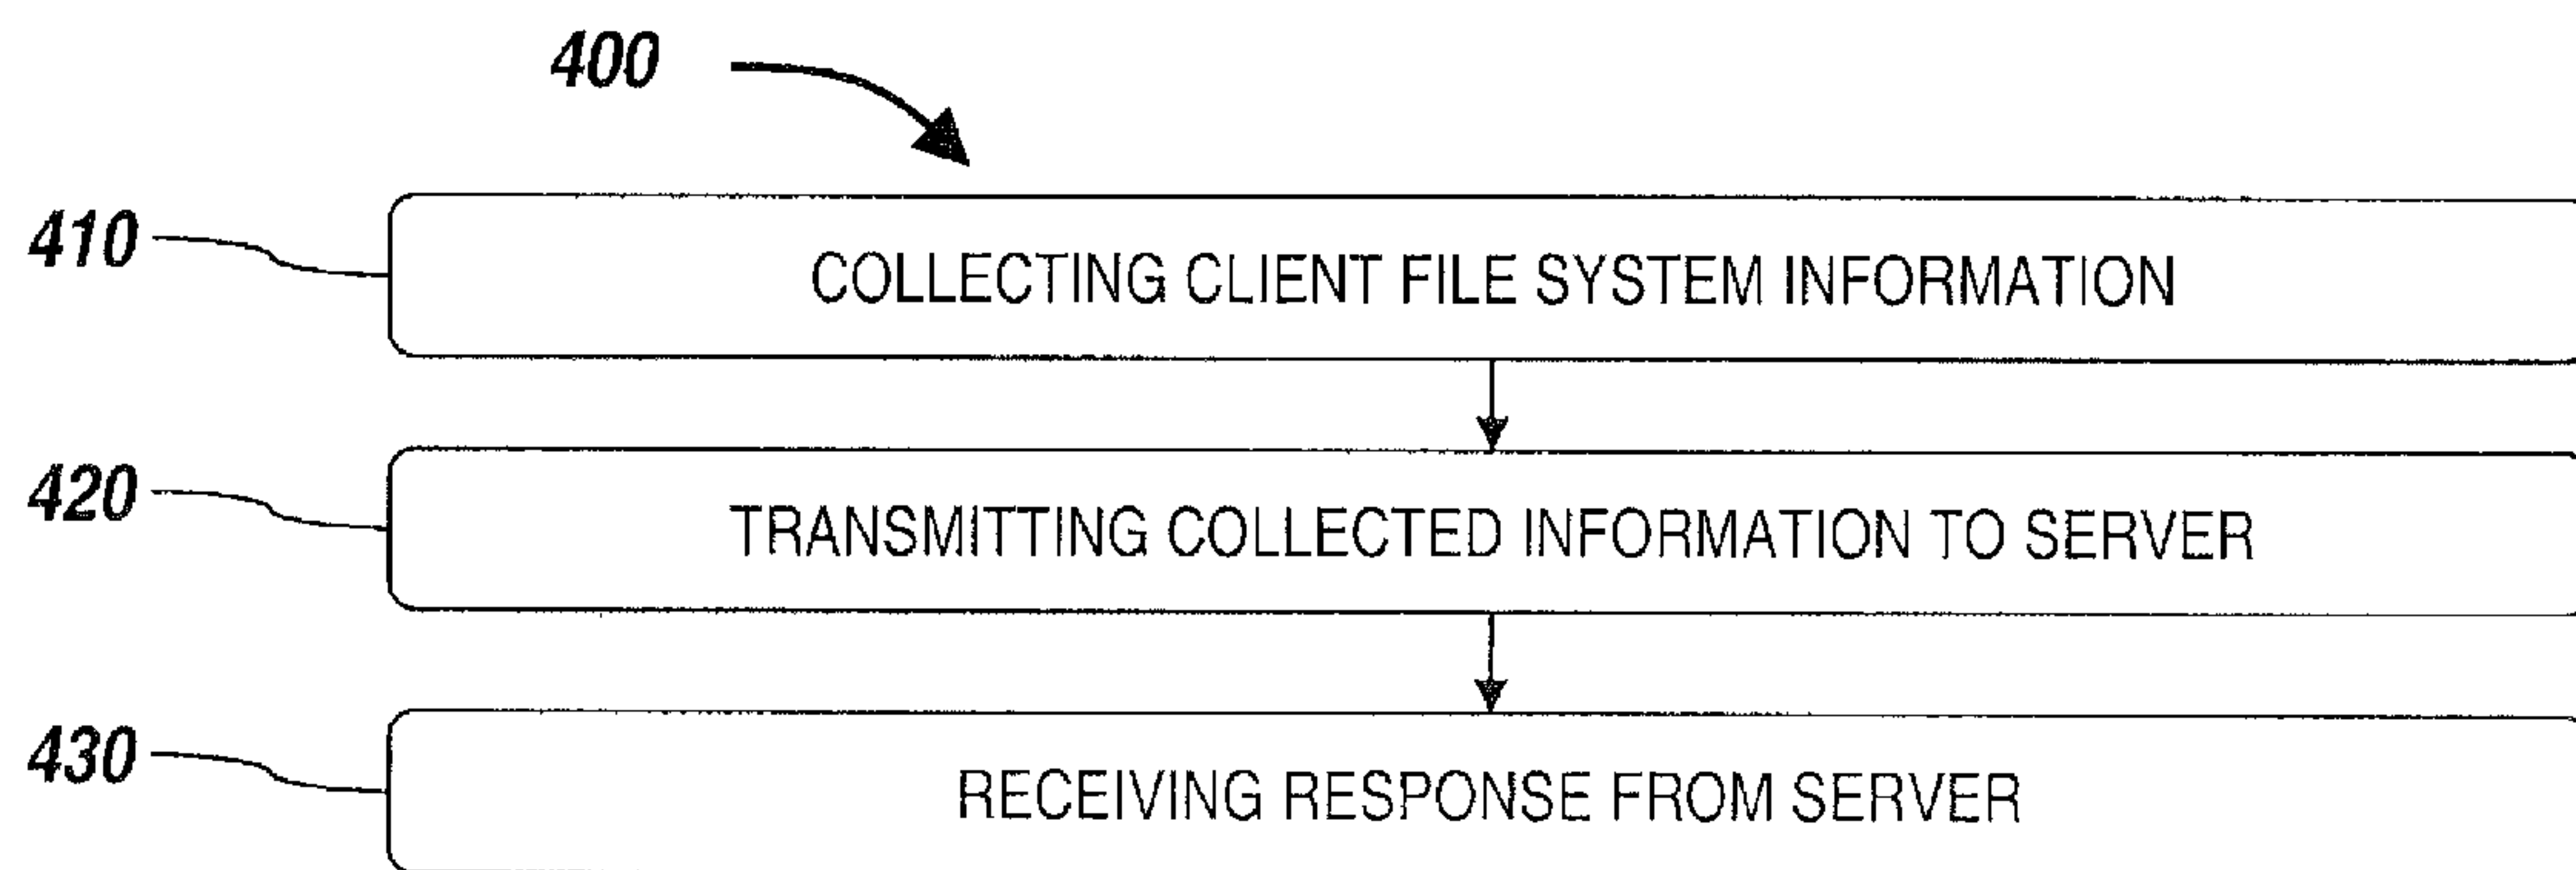 400
410
COLLECTING CLIENT FILE SYSTEM INFORMATION
420
TRANSMITTING COLLECTED INFORMATION TO SERVER
430
RECEIVING RESPONSE FROM SERVER